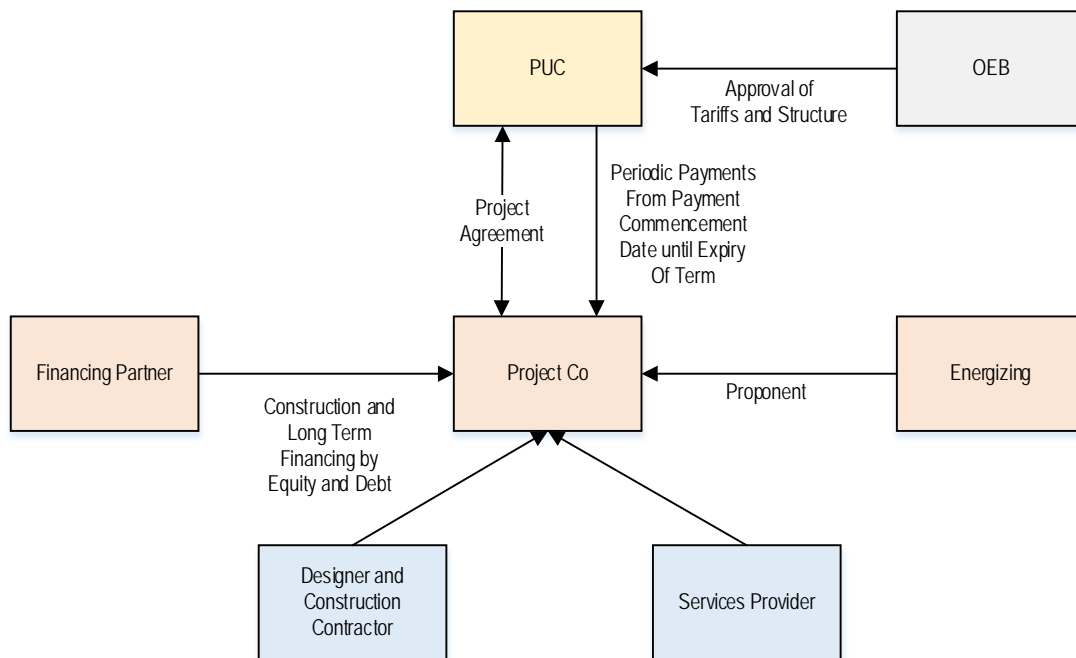 PUC
OEB
Approval of
Tariffs and Structure
Periodic Payments
From Payment
Commencement
Date until Expiry
Of Term
Project
Agreement
Financing Partner
Project Co
Energizing
Proponent
Construction and
Long Term
Financing by
Equity and Debt
Designer and
Construction
Contractor
Services Provider